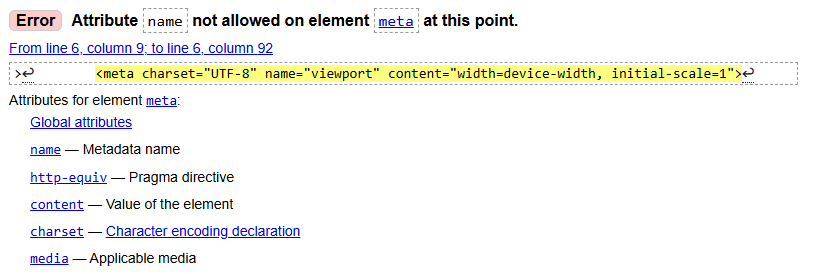 Error Attribute name not allowed on element meta at this point.
From line 6, column 9; to line 6, column 92
>↩ <meta charset="UTF-8" name="viewport" content="width=device-width, initial-scale=1">↩
Attributes for element meta:
Global attributes
name — Metadata name
http-equiv — Pragma directive
content — Value of the element
charset — Character encoding declaration
media — Applicable media